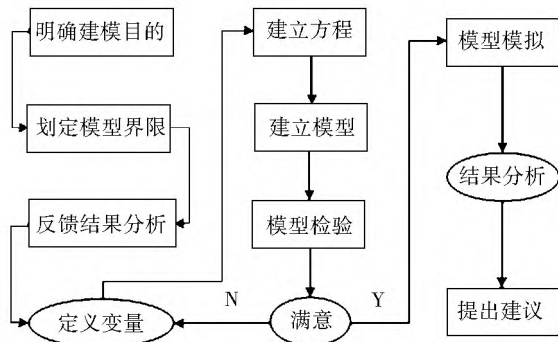 明确建模目的
划定模型界限
反馈结果分析
定义变量
建立方程
建立模型
模型检验
满意
N
Y
模型模拟
结果分析
提出建议